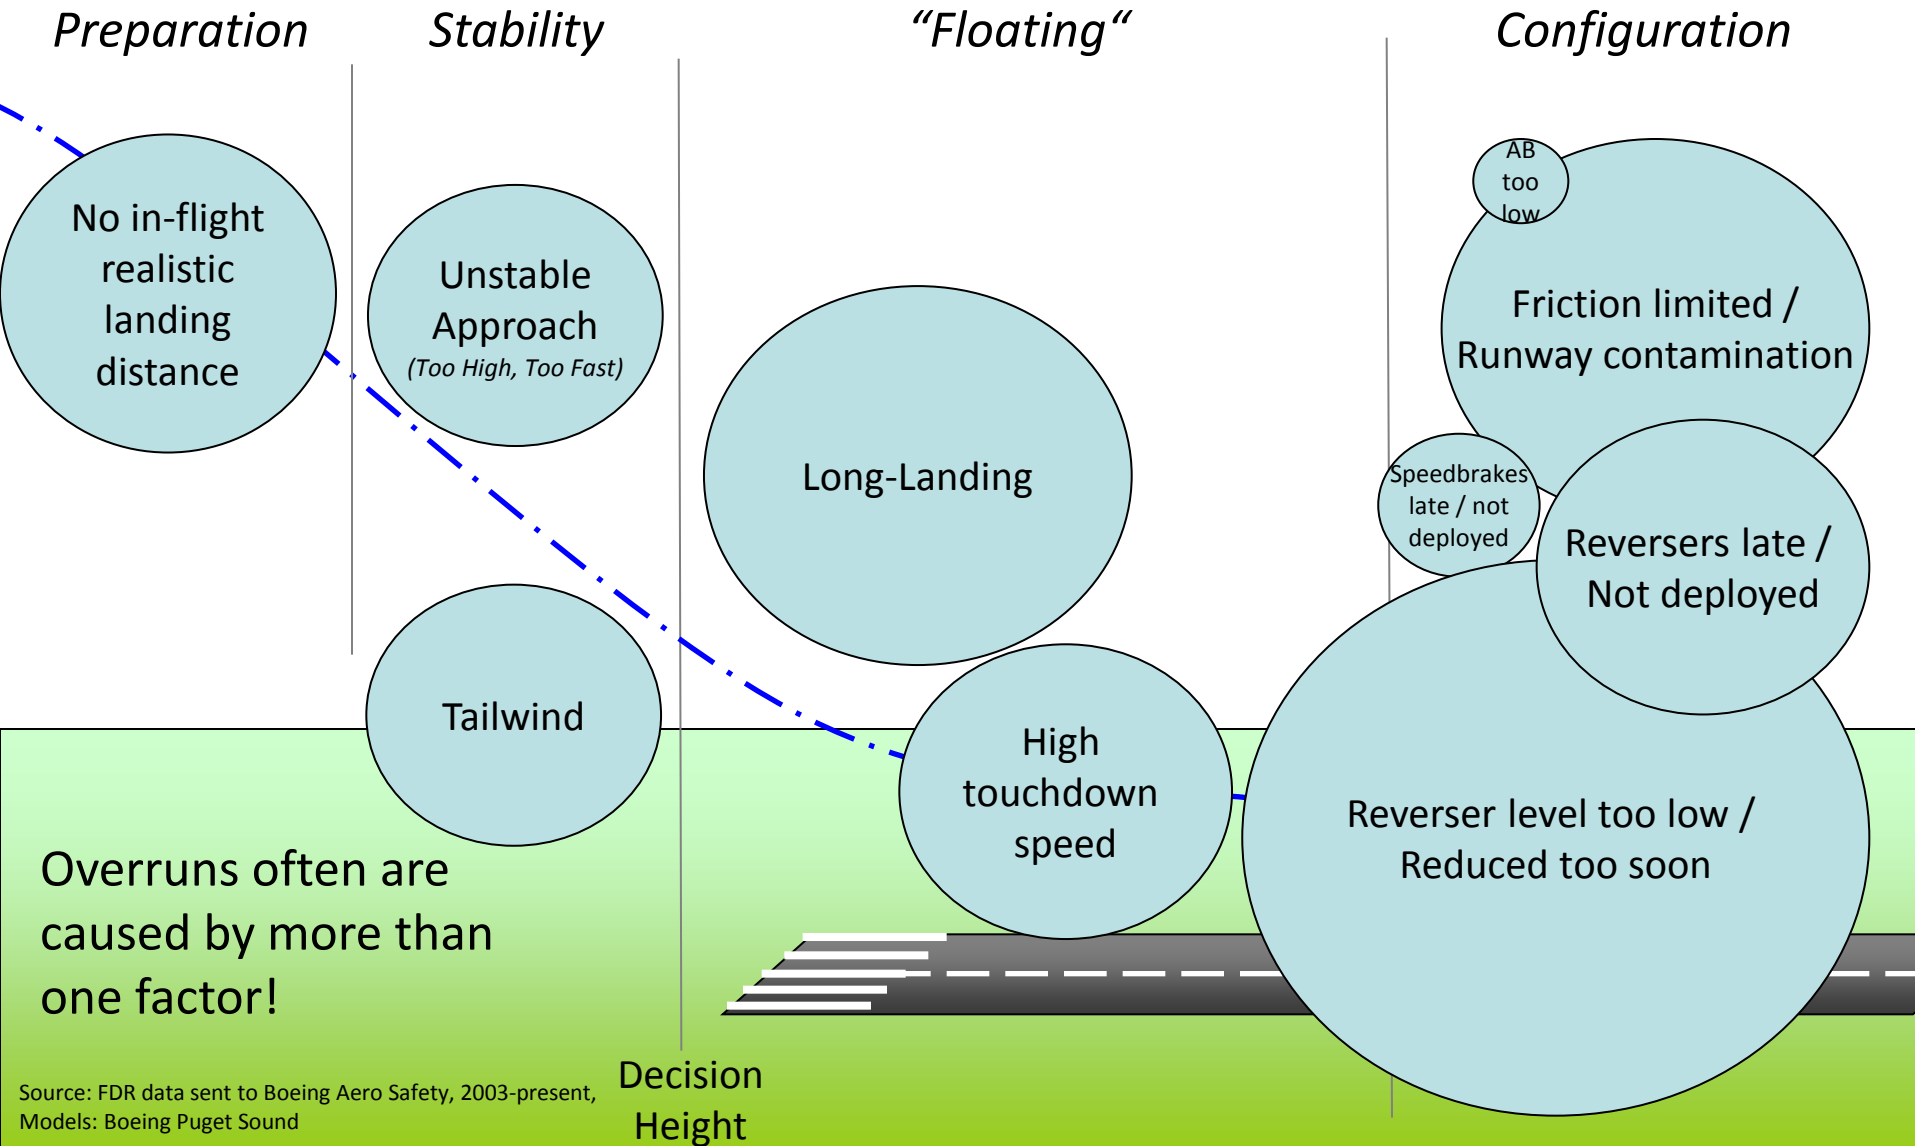 Preparation
Stability
“Floating“
Configuration
No in-flight
realistic
landing
distance
Unstable
Approach
(Too High, Too Fast)
Tailwind
Long-Landing
High
touchdown
speed
AB
too
low
Friction limited /
Runway contamination
Speedbrakes
late / not
deployed
Reversers late /
Not deployed
Reverser level too low /
Reduced too soon
Overruns often are
caused by more than
one factor!
Decision
Height
Source: FDR data sent to Boeing Aero Safety, 2003-present,
Models: Boeing Puget Sound